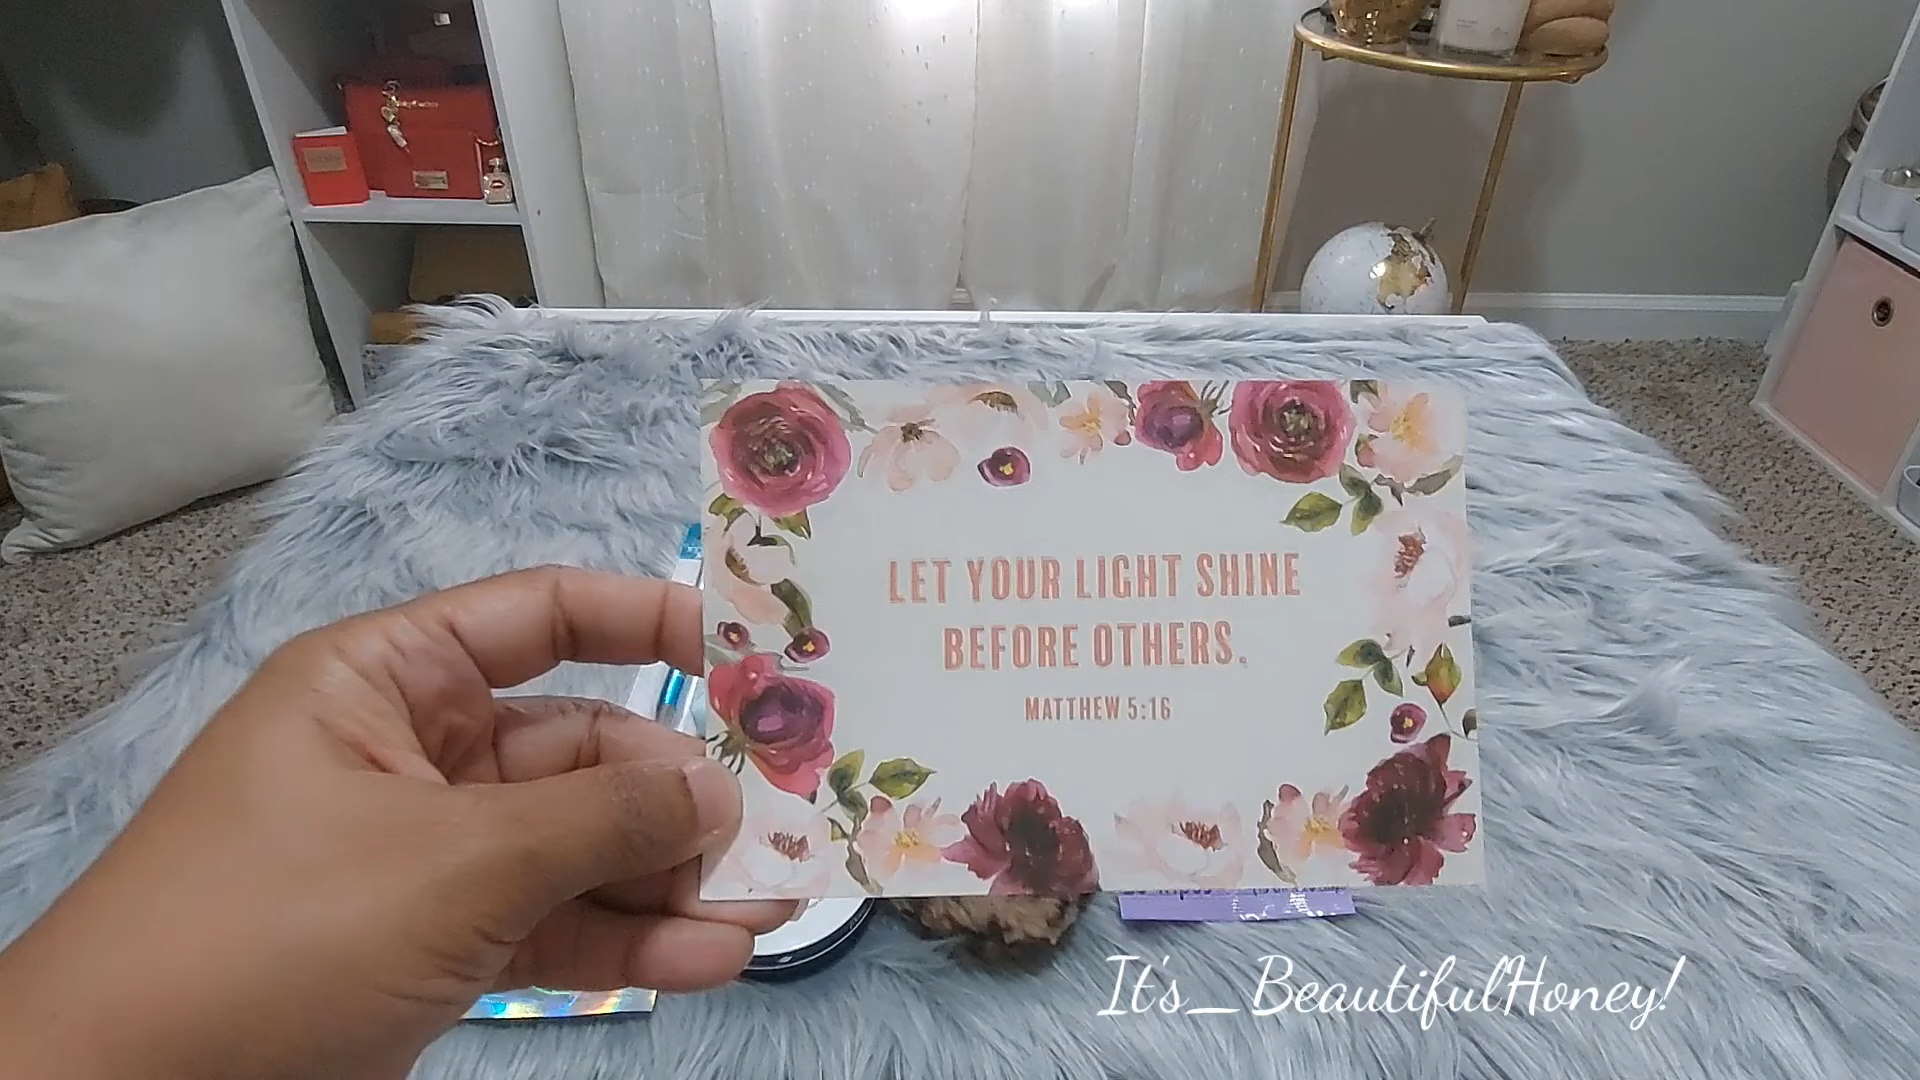 LET YOUR LIGHT SHINE
BEFORE OTHERS.
MATTHEW 5:16
It's_BeautifulHoney!